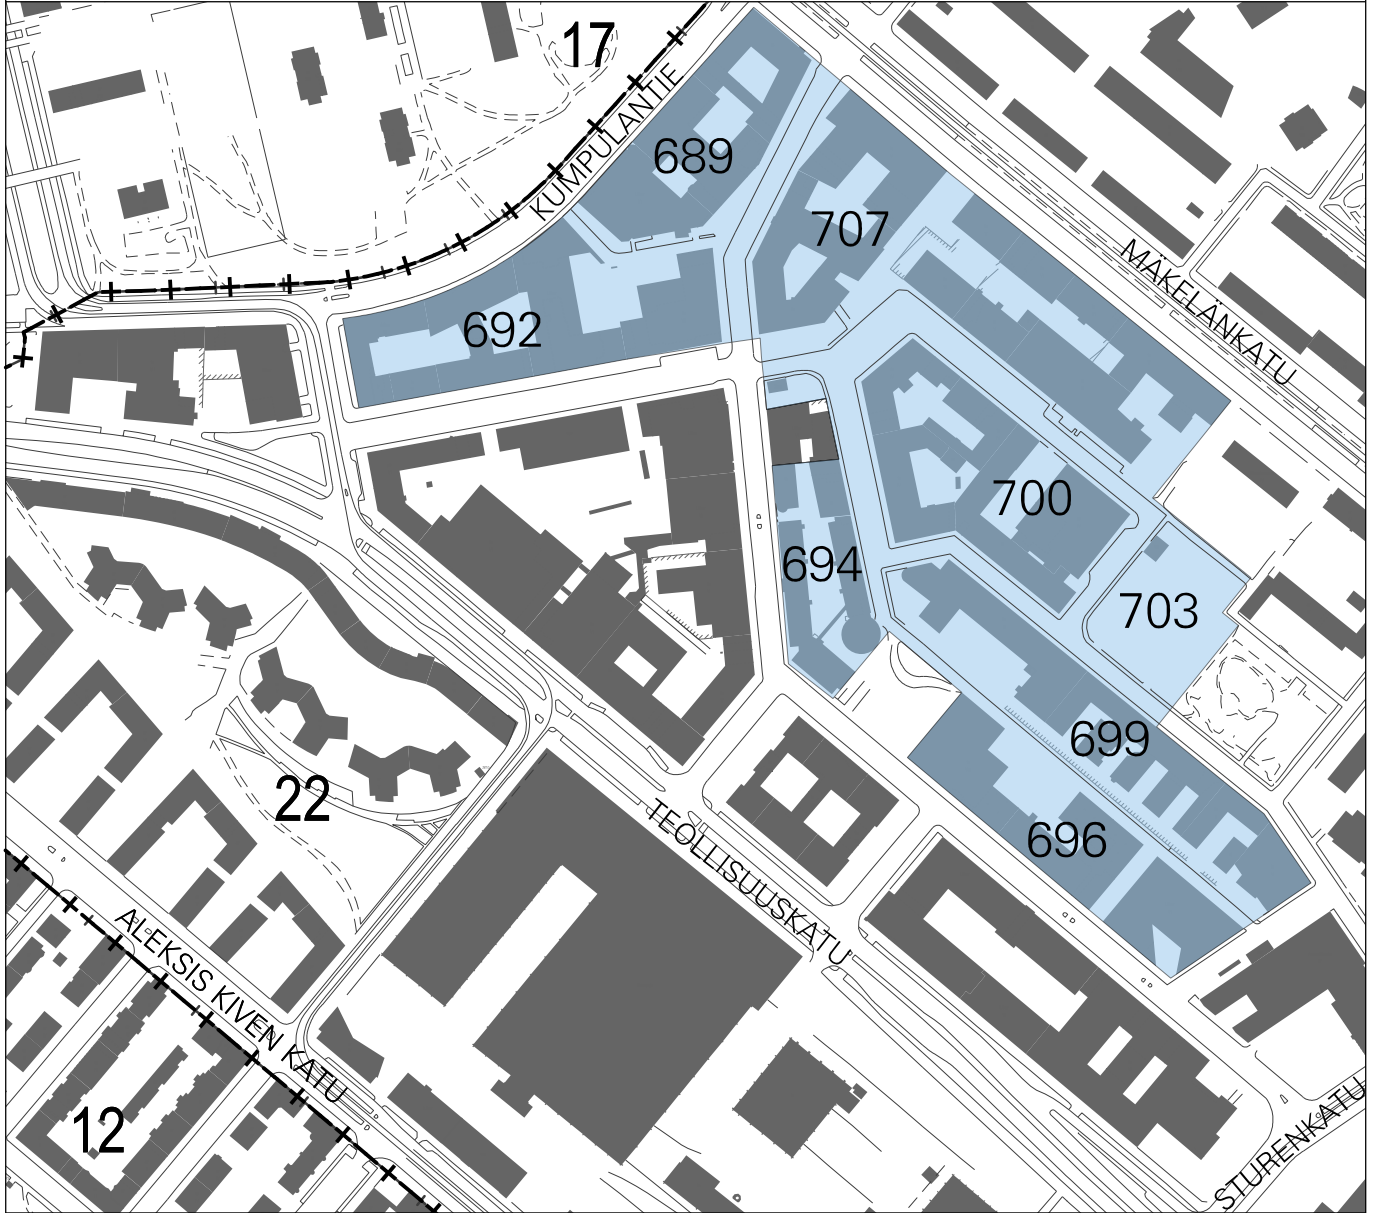 17
KUMPULANTIE
689
707
MÄKELÄNKATU
692
700
694
703
699
22
TEOLLISUUSKATU
696
ALEKSIS KIVEN KATU
12
STURENKATU